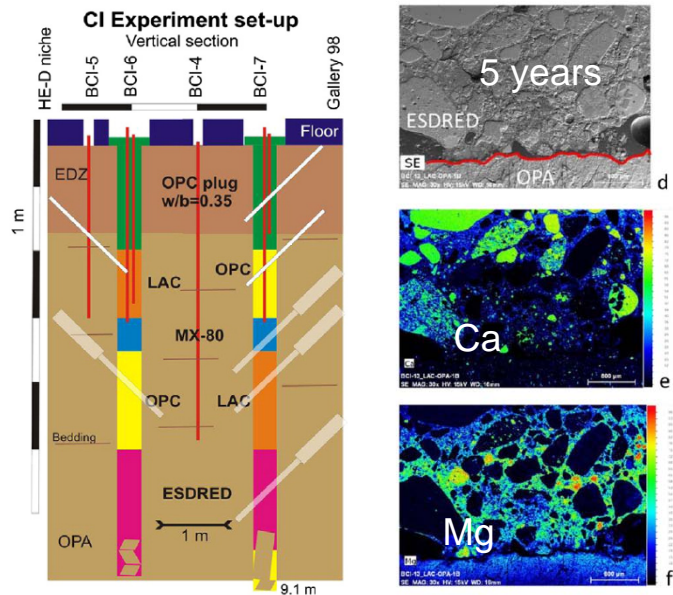 CI Experiment set-up
Vertical section
HE-D niche
BCI-5
BCI-6
BCI-4
BCI-7
Gallery 98
Floor
EDZ
OPC plug
w/b=0.35
1 m
LAC
OPC
MX-80
OPC
LAC
Bedding
ESDRED
1 m
OPA
9.1 m
5 years
ESDRED
SE
OPA
d
Ca
e
Mg
f